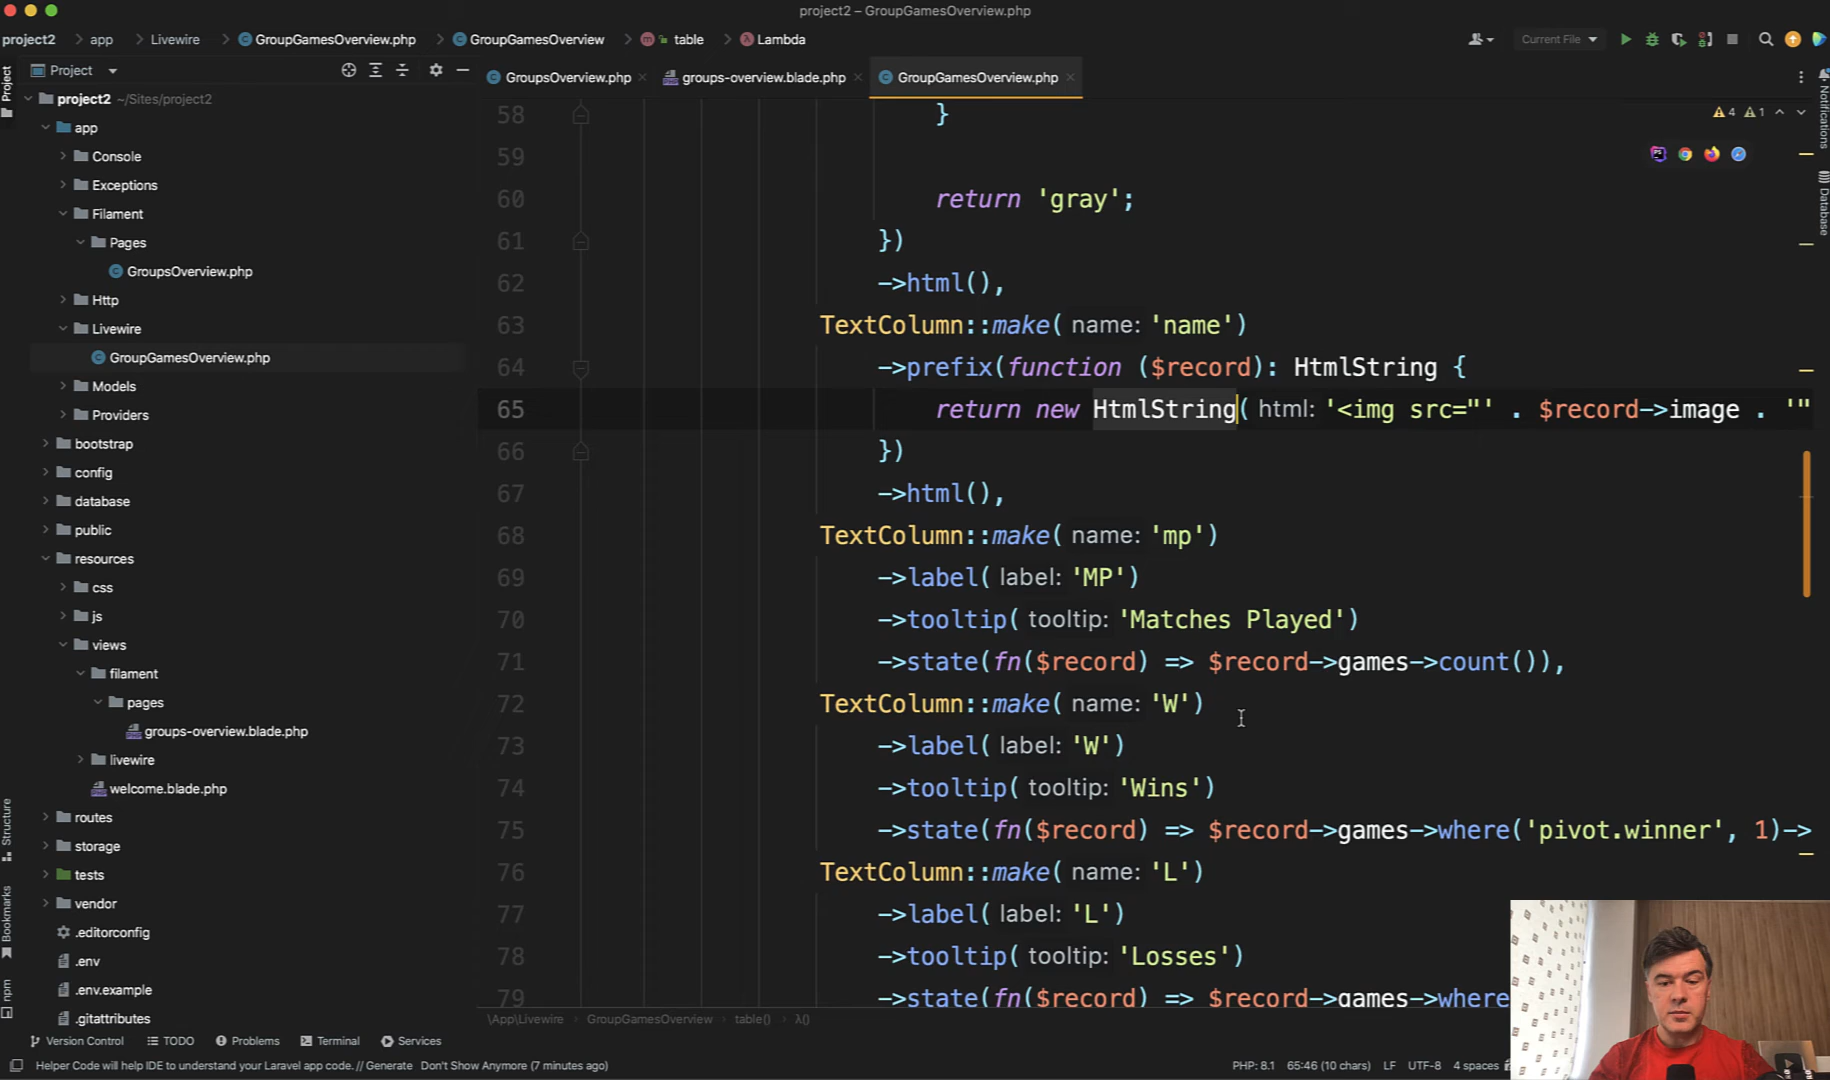 project2 – GroupGamesOverview.php
project2 app Livewire GroupGamesOverview.php GroupGamesOverview table Lambda
Current File
Project
GroupsOverview.php
groups-overview.blade.php
GroupGamesOverview.php
Project
project2 ~/Sites/project2
app
Console
Exceptions
Filament
Pages
GroupsOverview.php
Http
Livewire
GroupGamesOverview.php
Models
Providers
bootstrap
config
database
public
resources
css
js
views
filament
pages
groups-overview.blade.php
livewire
welcome.blade.php
routes
storage
tests
vendor
.editorconfig
.env
.env.example
.gitattributes
Structure
Bookmarks
npm
4 1
58 }
59
60 return 'gray';
61 })
62 ->html(),
63 TextColumn::make( name: 'name')
64 ->prefix(function ($record): HtmlString {
65 return new HtmlString( html: '<img src="' . $record->image . '"
66 })
67 ->html(),
68 TextColumn::make( name: 'mp')
69 ->label( label: 'MP')
70 ->tooltip( tooltip: 'Matches Played')
71 ->state(fn($record) => $record->games->count()),
72 TextColumn::make( name: 'W')
73 ->label( label: 'W')
74 ->tooltip( tooltip: 'Wins')
75 ->state(fn($record) => $record->games->where('pivot.winner', 1)->
76 TextColumn::make( name: 'L')
77 ->label( label: 'L')
78 ->tooltip( tooltip: 'Losses')
79 ->state(fn($record) => $record->games->where
Notifications
Database
\App\Livewire GroupGamesOverview table() λ()
Version Control TODO Problems Terminal Services
Helper Code will help IDE to understand your Laravel app code. // Generate Don't Show Anymore (7 minutes ago)
PHP: 8.1 65:46 (10 chars) LF UTF-8 4 spaces